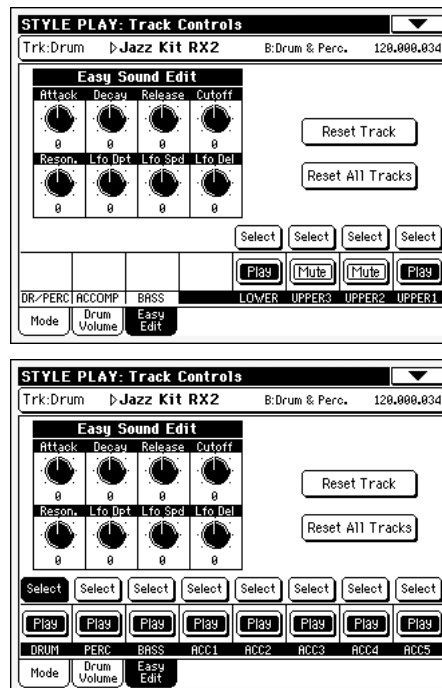 STYLE PLAY: Track Controls
Trk:Drum ▷Jazz Kit RX2 B:Drum & Perc. 120.000.034
Easy Sound Edit
Attack Decay Release Cutoff
0 0 0 0
Reson. Lfo Dpt Lfo Spd Lfo Del
0 0 0 0
Reset Track
Reset All Tracks
Select Select Select Select
Play Mute Mute Play
DR/PERC ACCOMP BASS LOWER UPPER3 UPPER2 UPPER1
Mode Drum Volume Easy Edit
STYLE PLAY: Track Controls
Trk:Drum ▷Jazz Kit RX2 B:Drum & Perc. 120.000.034
Easy Sound Edit
Attack Decay Release Cutoff
0 0 0 0
Reson. Lfo Dpt Lfo Spd Lfo Del
0 0 0 0
Reset Track
Reset All Tracks
Select Select Select Select Select Select Select Select
Play Play Play Play Play Play Play Play
DRUM PERC BASS ACC1 ACC2 ACC3 ACC4 ACC5
Mode Drum Volume Easy Edit